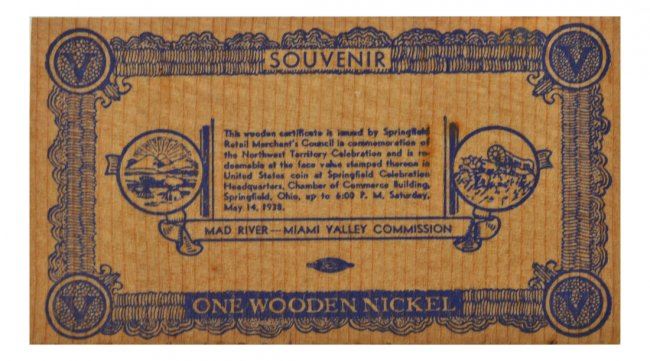 V
V
SOUVENIR
This wooden certificate is issued by Springfield
Retail Merchant's Council in commemoration of
the Northwest Territory Celebration and is re-
deemable at the face value stamped thereon in
United States coin at Springfield Celebration
Headquarters, Chamber of Commerce Building,
Springfield, Ohio, up to 6:00 P. M. Saturday,
May 14, 1938.
MAD RIVER—MIAMI VALLEY COMMISSION
V
ONE WOODEN NICKEL
V